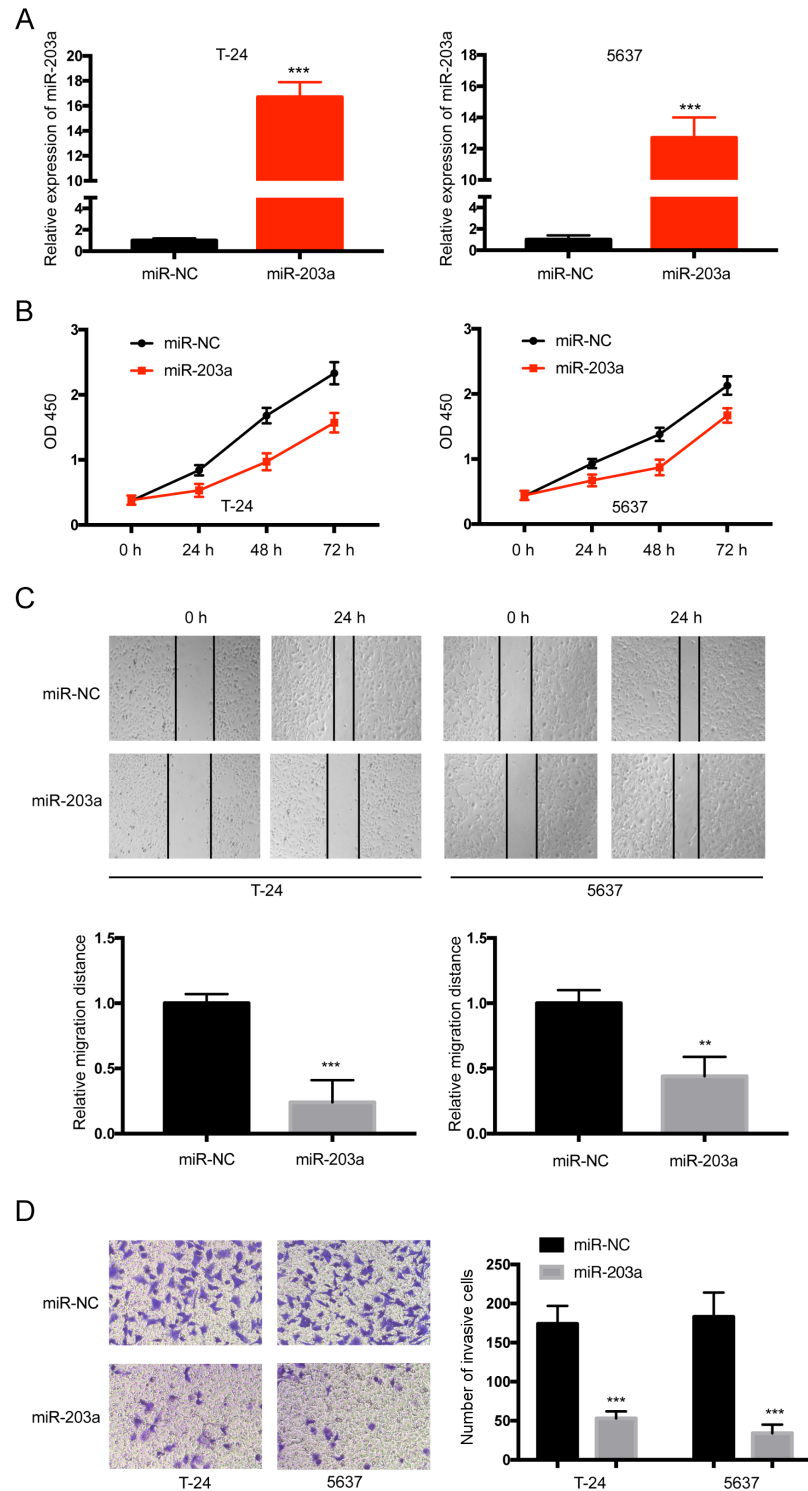 A
T-24
Relative expression of miR-203a
20
18
16
14
12
10
4
2
0
***
miR-NC
miR-203a
5637
Relative expression of miR-203a
18
16
14
12
10
4
2
0
***
miR-NC
miR-203a
B
OD 450
3
2
1
0
miR-NC
miR-203a
T-24
0 h 24 h 48 h 72 h
OD 450
3
2
1
0
miR-NC
miR-203a
5637
0 h 24 h 48 h 72 h
C
0 h 24 h 0 h 24 h
miR-NC
miR-203a
T-24 5637
Relative migration distance
1.5
1.0
0.5
0.0
***
miR-NC miR-203a
Relative migration distance
1.5
1.0
0.5
0.0
**
miR-NC miR-203a
D
miR-NC
miR-203a
T-24 5637
miR-NC
miR-203a
Number of invasive cells
250
200
150
100
50
0
*** ***
T-24 5637